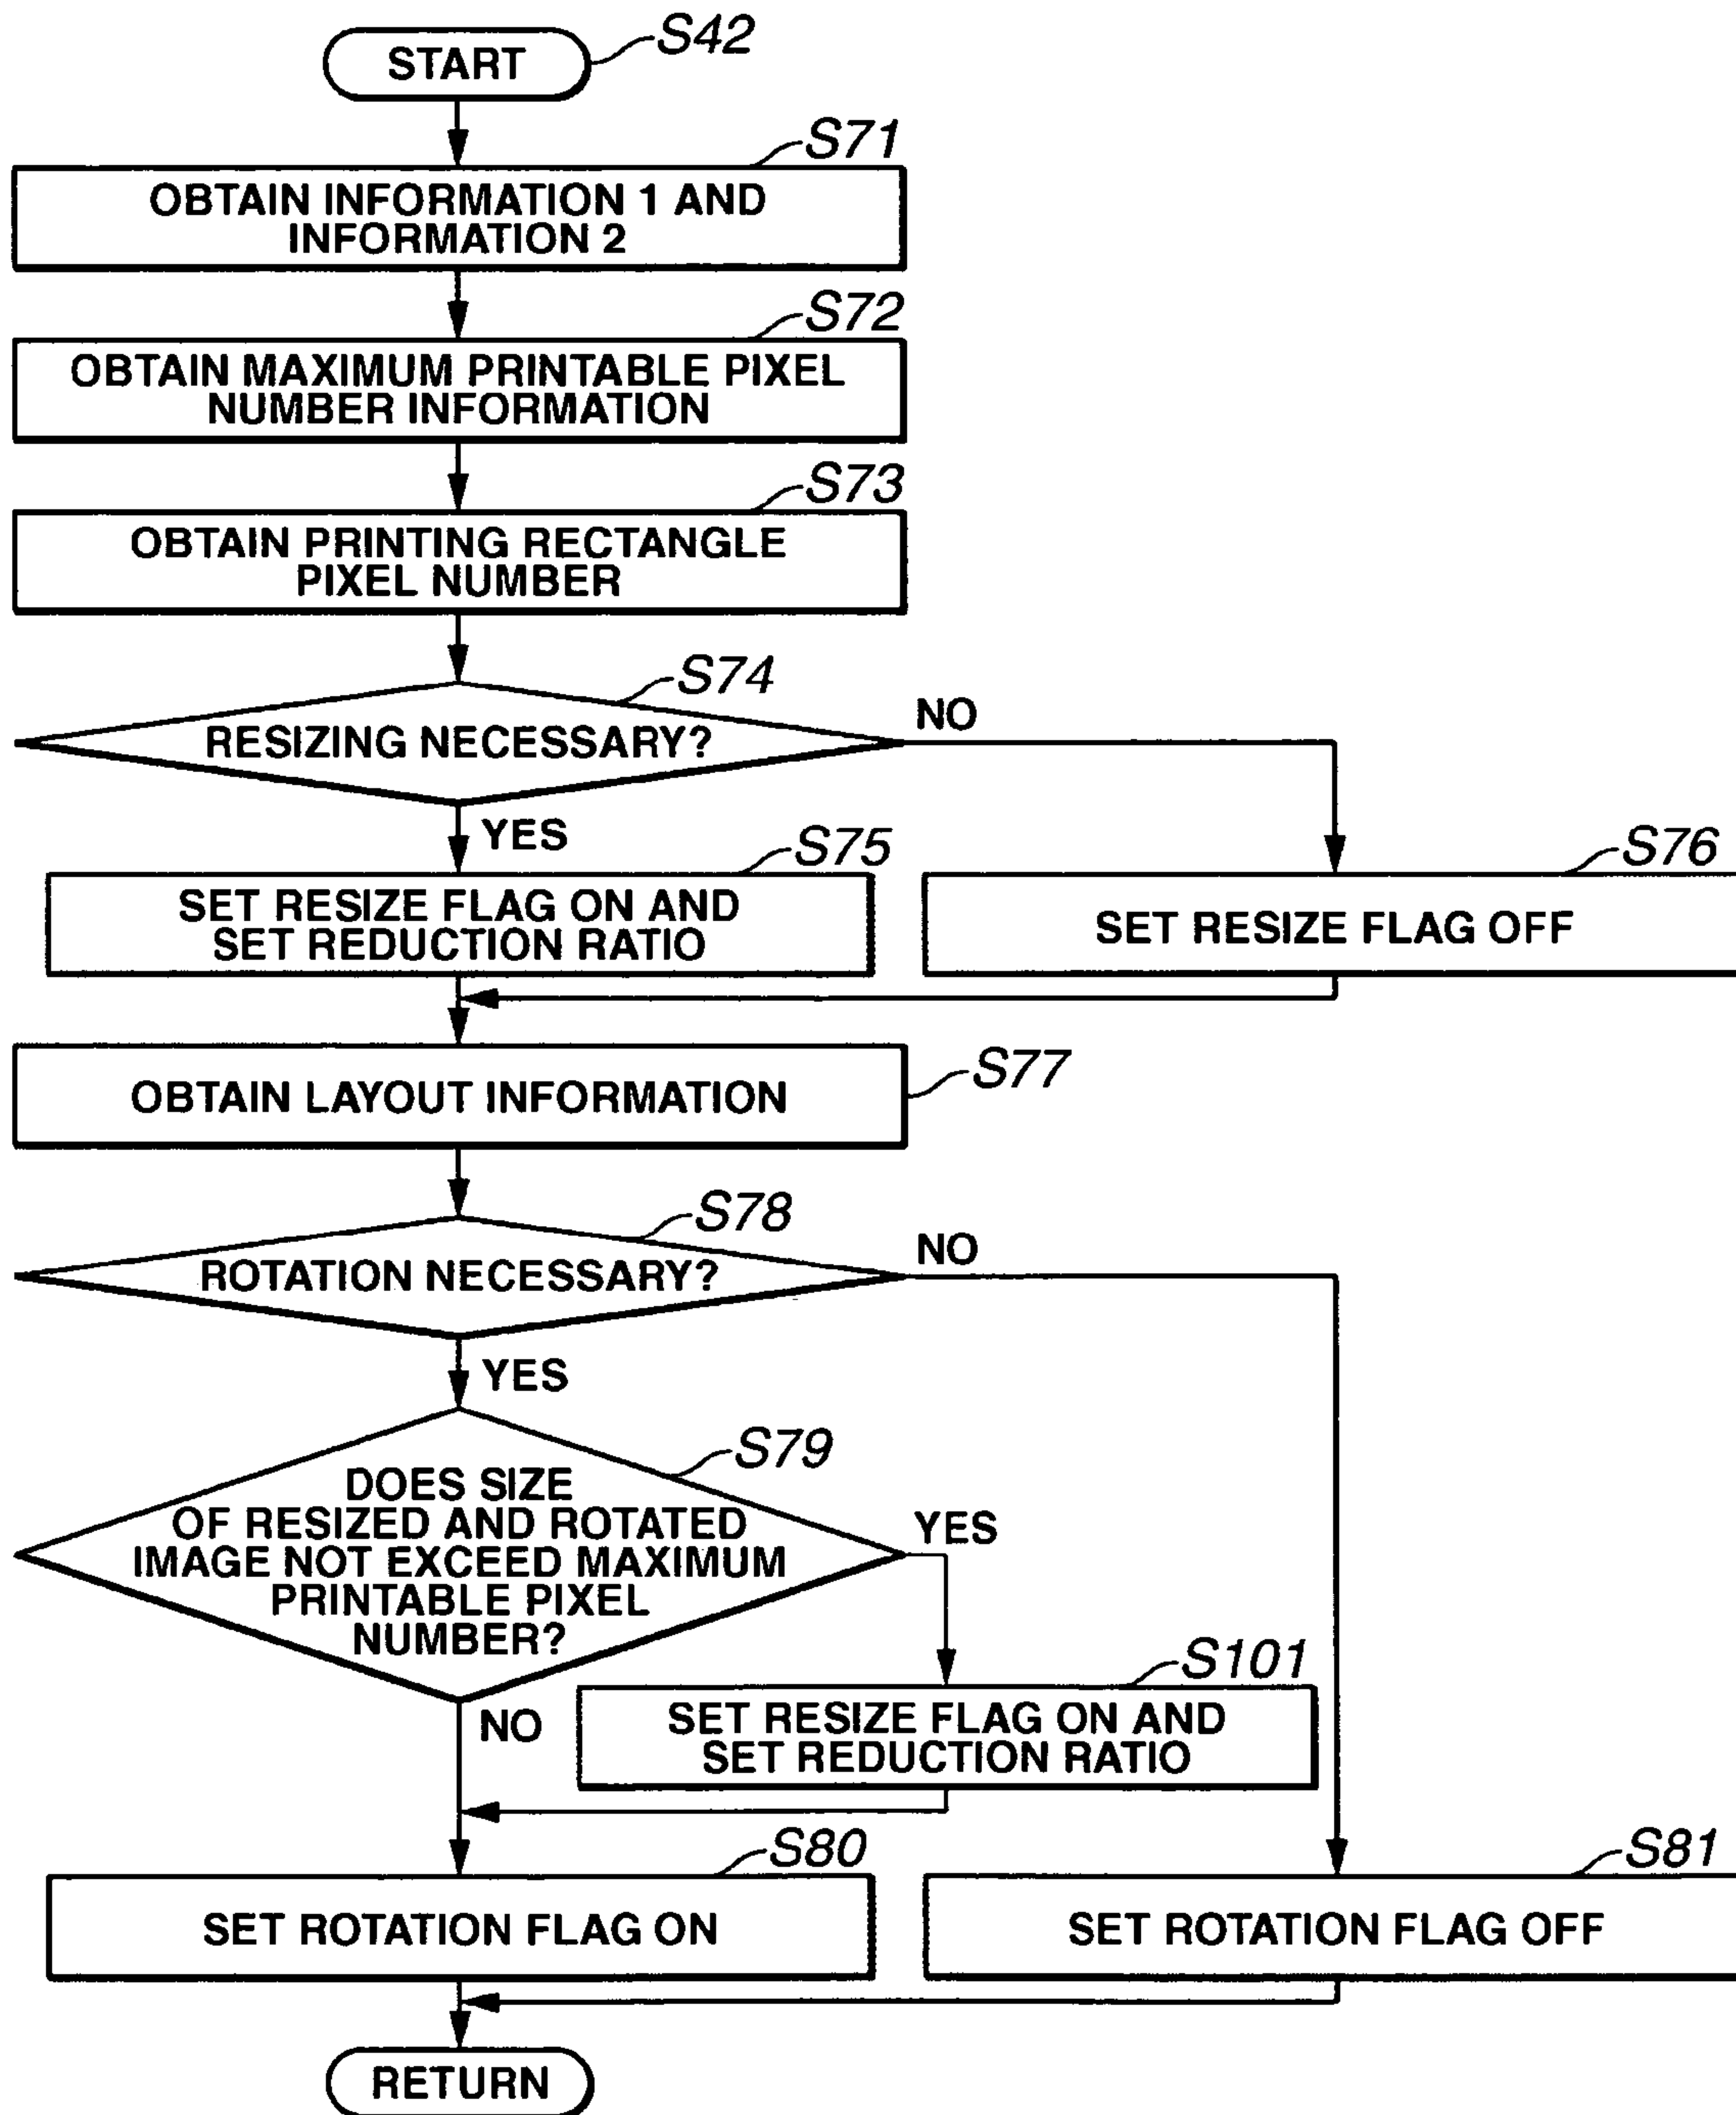 START
S42
S71
OBTAIN INFORMATION 1 AND
INFORMATION 2
S72
OBTAIN MAXIMUM PRINTABLE PIXEL
NUMBER INFORMATION
S73
OBTAIN PRINTING RECTANGLE
PIXEL NUMBER
S74
RESIZING NECESSARY?
NO
YES
S75
SET RESIZE FLAG ON AND
SET REDUCTION RATIO
S76
SET RESIZE FLAG OFF
S77
OBTAIN LAYOUT INFORMATION
S78
ROTATION NECESSARY?
NO
YES
S79
DOES SIZE
OF RESIZED AND ROTATED
IMAGE NOT EXCEED MAXIMUM
PRINTABLE PIXEL
NUMBER?
YES
NO
S101
SET RESIZE FLAG ON AND
SET REDUCTION RATIO
S80
SET ROTATION FLAG ON
S81
SET ROTATION FLAG OFF
RETURN